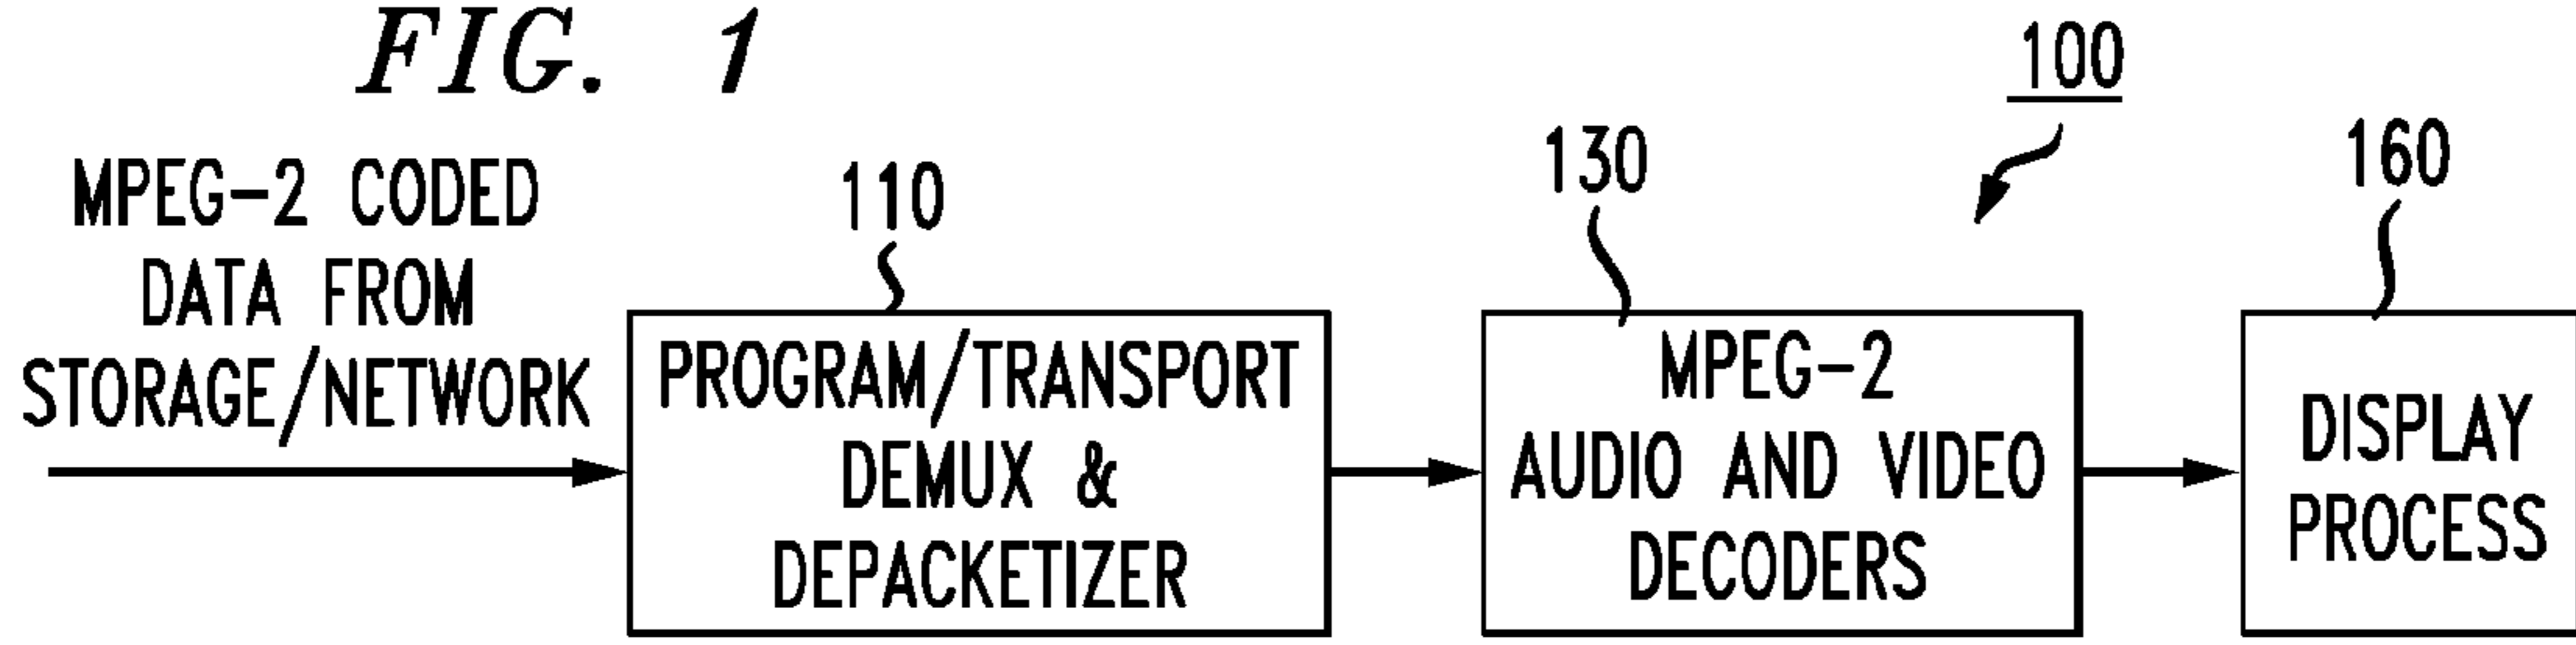 FIG. 1
100
MPEG-2 CODED
DATA FROM
STORAGE/NETWORK
110
PROGRAM/TRANSPORT
DEMUX &
DEPACKETIZER
130
MPEG-2
AUDIO AND VIDEO
DECODERS
160
DISPLAY
PROCESS